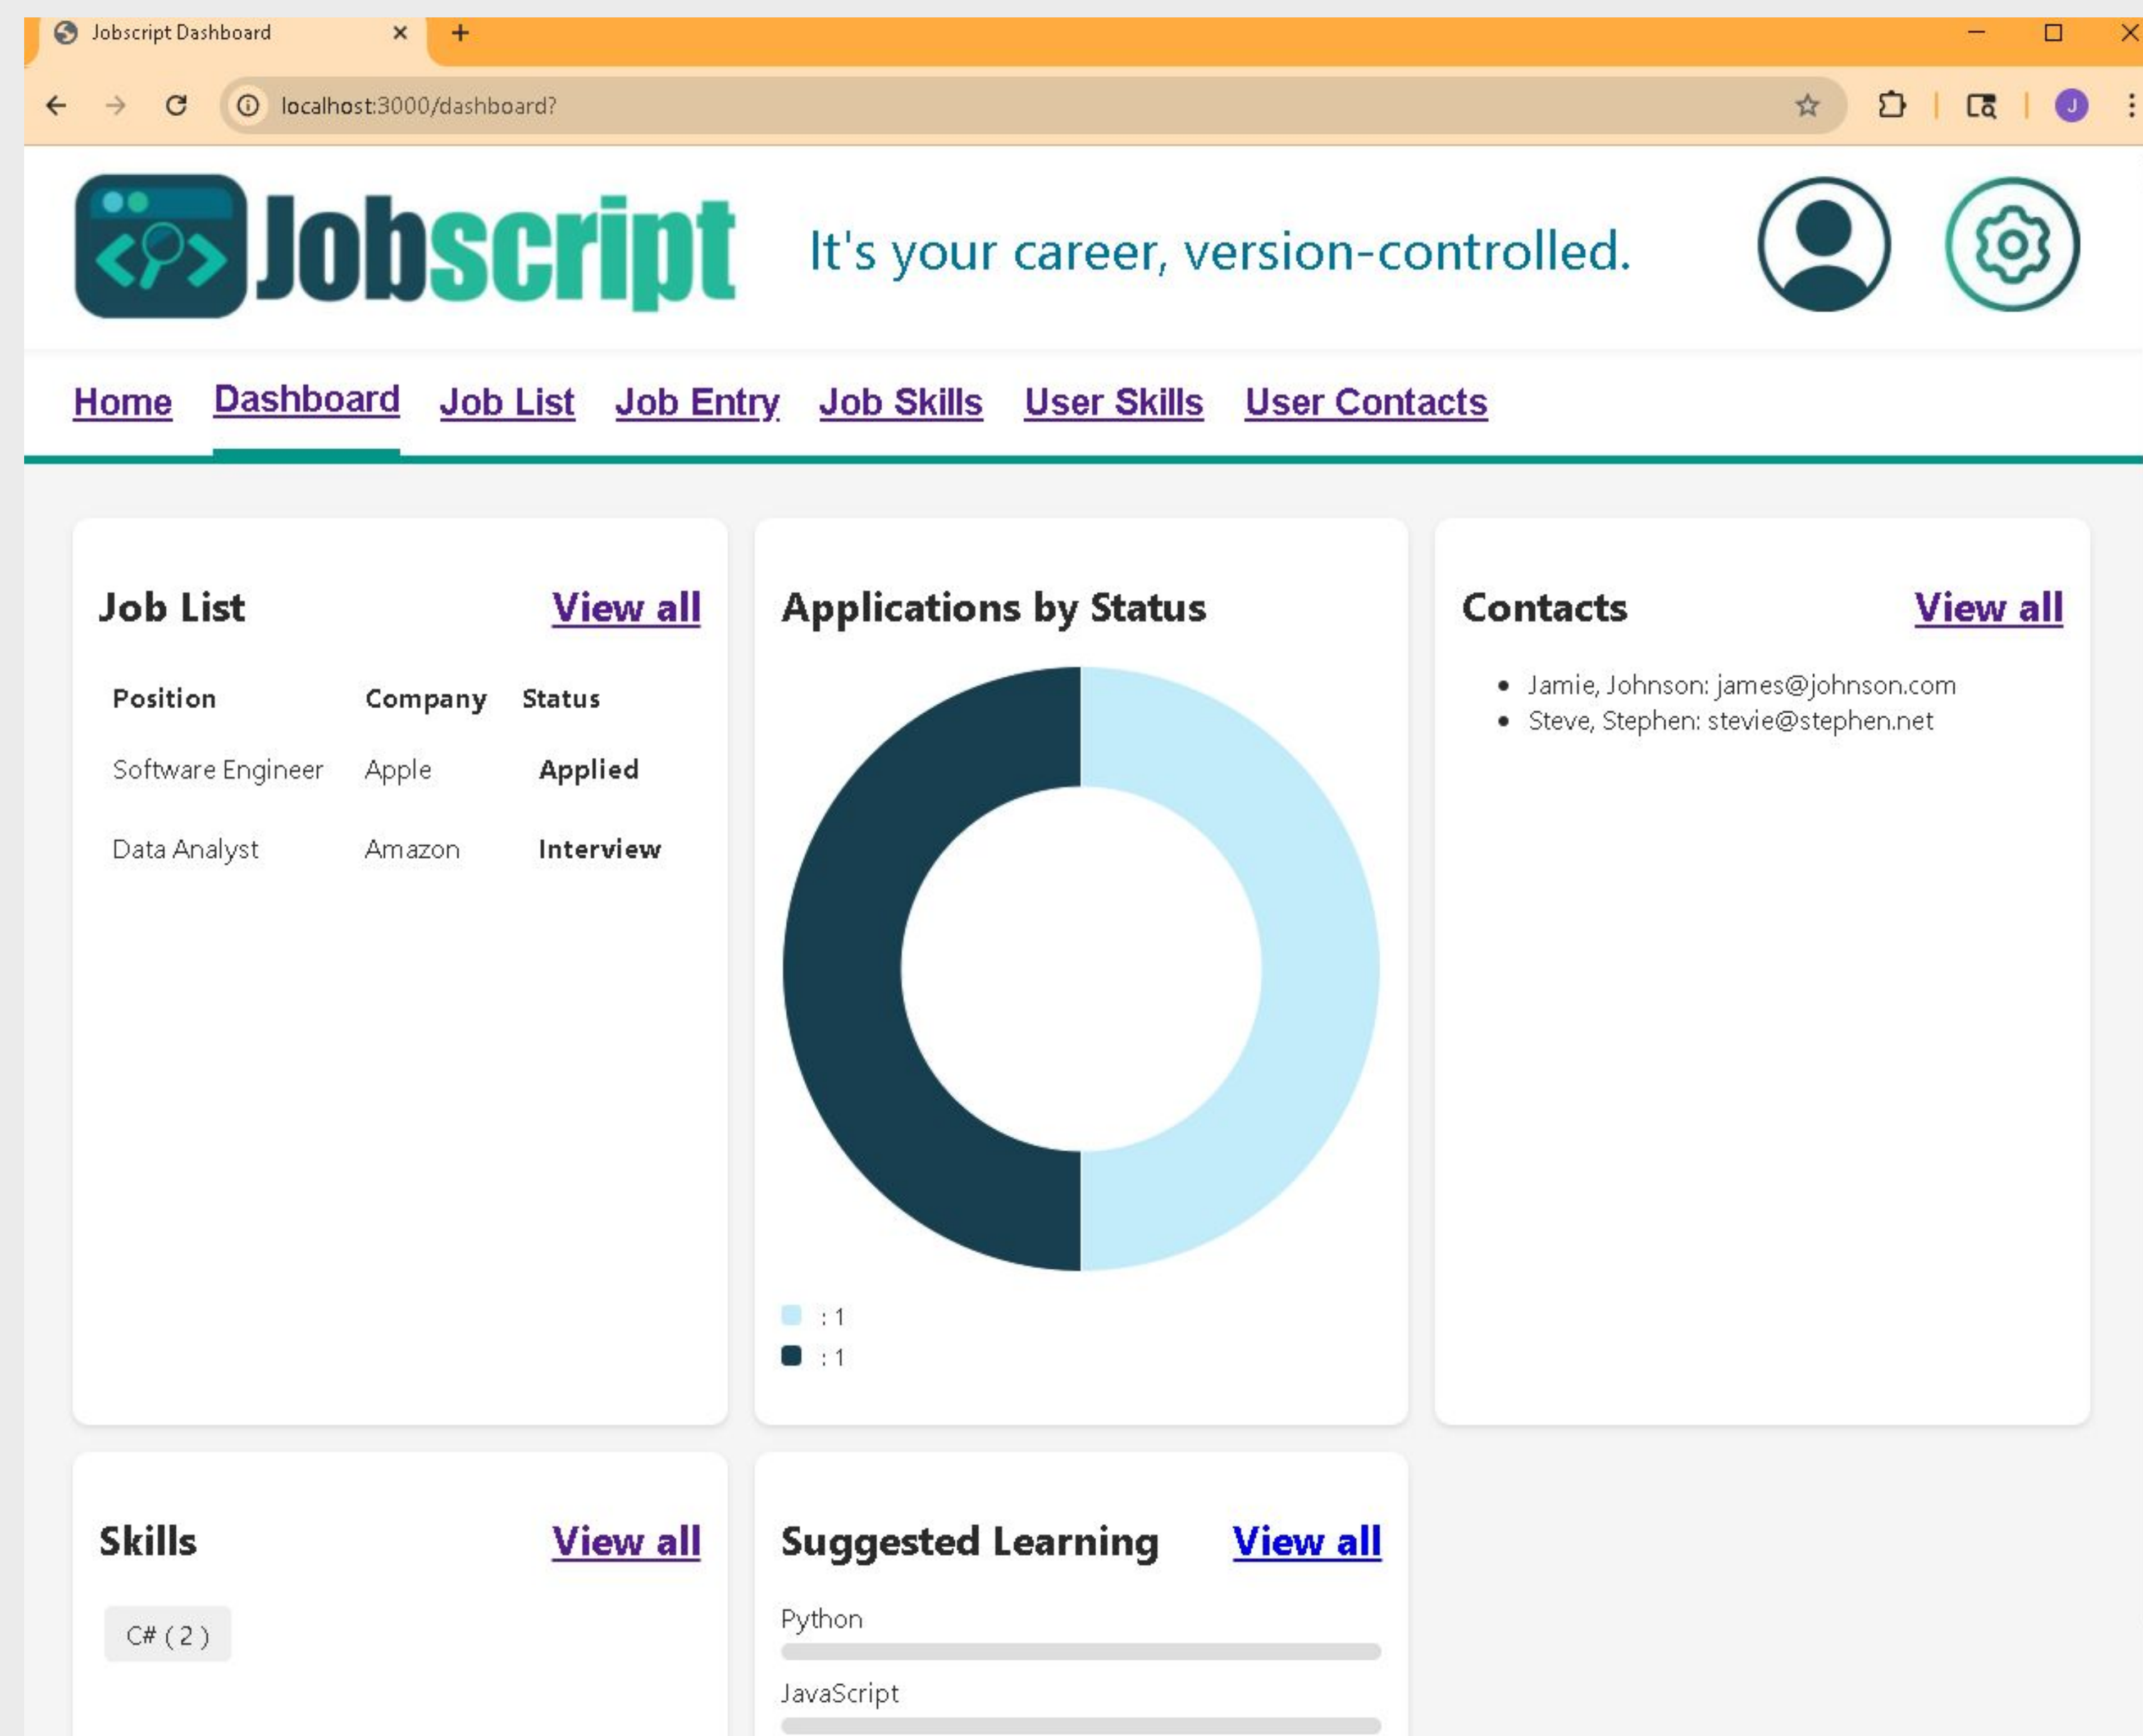 Jobscript Dashboard
localhost:3000/dashboard?
J
Jobscript
It's your career, version-controlled.
Home Dashboard Job List Job Entry Job Skills User Skills User Contacts
Job List View all
Position Company Status
Software Engineer Apple Applied
Data Analyst Amazon Interview
Applications by Status
: 1
: 1
Contacts View all
Jamie, Johnson: james@johnson.com
Steve, Stephen: stevie@stephen.net
Skills View all
C# ( 2 )
Suggested Learning View all
Python
JavaScript